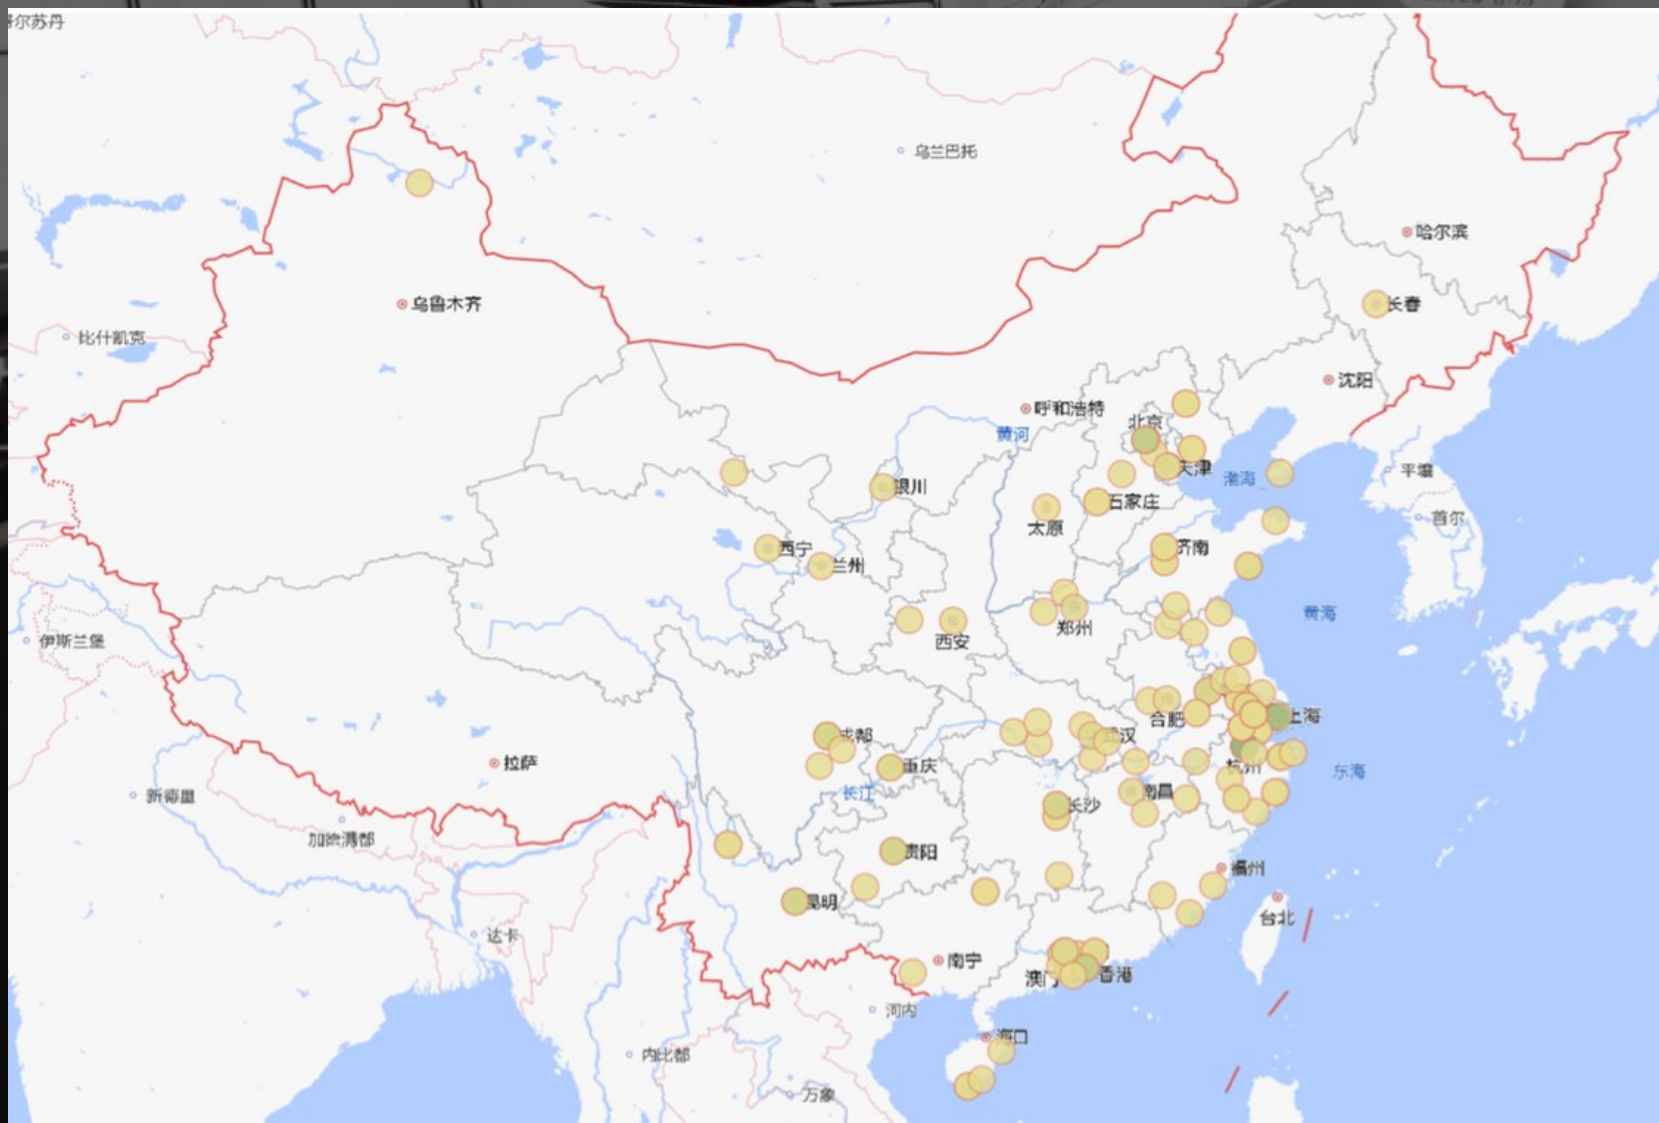 尔苏丹
乌兰巴托
哈尔滨
乌鲁木齐
长春
比什凯克
沈阳
呼和浩特
北京
黄河
天津
渤海
平壤
银川
石家庄
首尔
太原
西宁
济南
兰州
黄海
郑州
伊斯兰堡
西安
合肥
上海
成都
武汉
拉萨
重庆
杭州
东海
新德里
长江
南昌
长沙
加德满都
贵阳
福州
昆明
台北
达卡
南宁
澳门
香港
河内
海口
内比都
万象